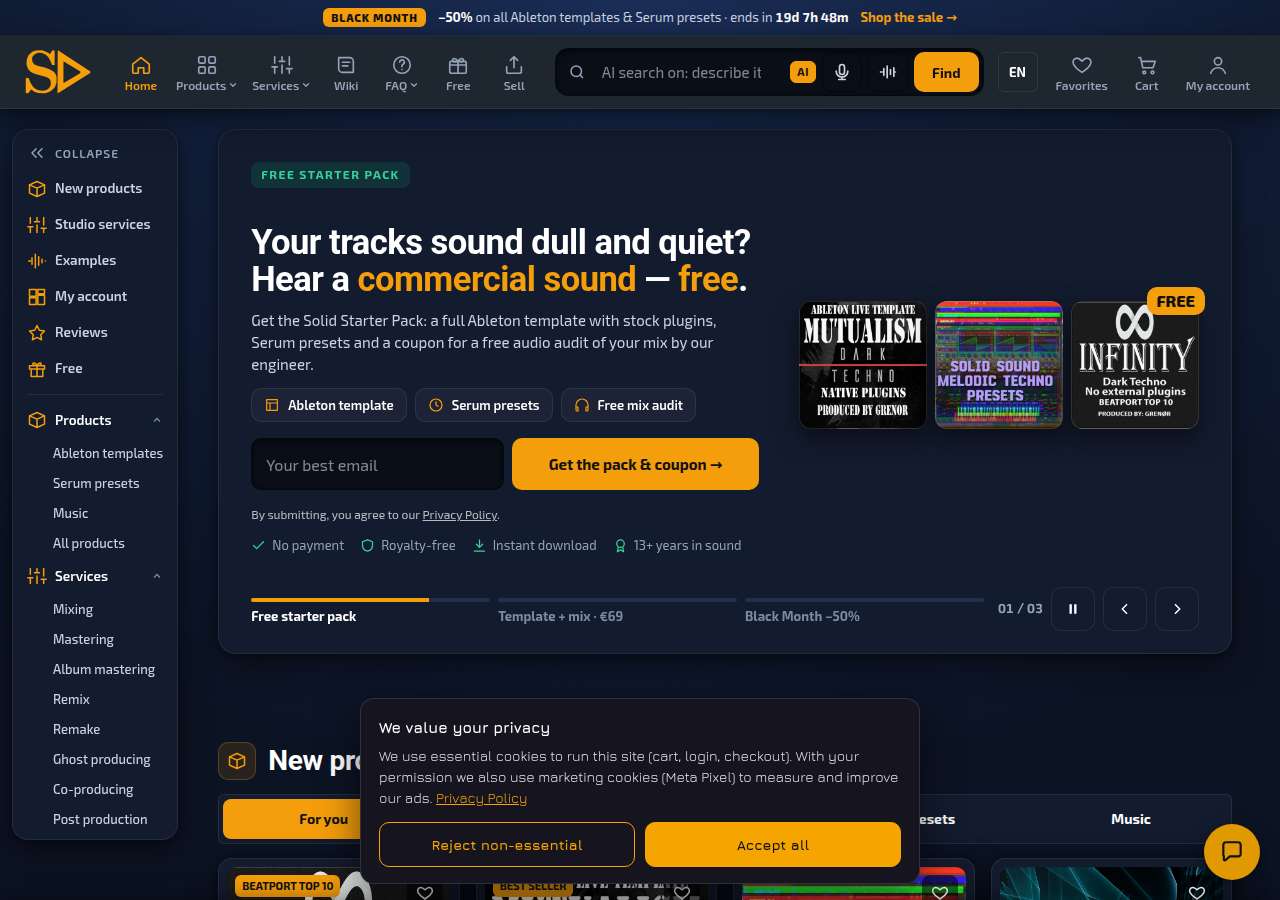 BLACK MONTH −50% on all Ableton templates & Serum presets · ends in 19d 7h 48m Shop the sale →
Home
Products
Services
Wiki
FAQ
Free
Sell
AI search on: describe it
AI
Find
EN
Favorites
Cart
My account
COLLAPSE
New products
Studio services
Examples
My account
Reviews
Free
Products
Ableton templates
Serum presets
Music
All products
Services
Mixing
Mastering
Album mastering
Remix
Remake
Ghost producing
Co-producing
Post production
FREE STARTER PACK
Your tracks sound dull and quiet?
Hear a commercial sound — free.
Get the Solid Starter Pack: a full Ableton template with stock plugins,
Serum presets and a coupon for a free audio audit of your mix by our
engineer.
Ableton template
Serum presets
Free mix audit
Your best email
Get the pack & coupon →
By submitting, you agree to our Privacy Policy.
No payment
Royalty-free
Instant download
13+ years in sound
ABLETON LIVE TEMPLATE
MUTUALISM
DARK
TECHNO
NATIVE PLUGINS
PRODUCED BY GRENOR
SOLID SOUND
MELODIC TECHNO
PRESETS
FREE
INFINITY
Dark Techno
No external plugins
BEATPORT TOP 10
PRODUCED BY: GRENØR
Free starter pack
Template + mix · €69
Black Month −50%
01 / 03
For you
Music
We value your privacy
We use essential cookies to run this site (cart, login, checkout). With your
permission we also use marketing cookies (Meta Pixel) to measure and improve
our ads. Privacy Policy
Reject non-essential
Accept all
BEATPORT TOP 10
BEST SELLER